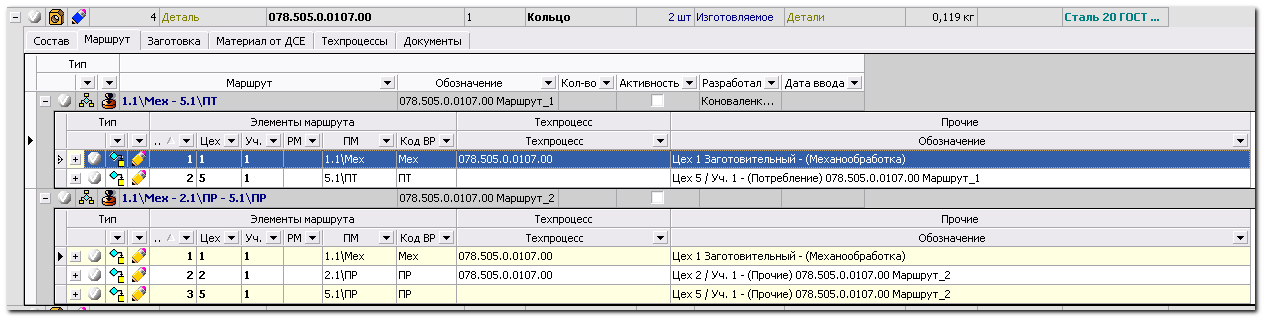 4 Деталь 078.505.0.0107.00 1 Кольцо 2 шт Изготовляемое Детали 0,119 кг Сталь 20 ГОСТ ...
Состав Маршрут Заготовка Материал от ДСЕ Техпроцессы Документы
Тип
Маршрут Обозначение Кол-во Активность Разработал Дата ввода
1.1\Мех - 5.1\ПТ 078.505.0.0107.00 Маршрут_1 Коноваленк...
Тип Элементы маршрута Техпроцесс Прочие
.. Цех Уч. РМ ПМ Код ВР Техпроцесс Обозначение
1 1 1 1.1\Мех Мех 078.505.0.0107.00 Цех 1 Заготовительный - (Механообработка)
2 5 1 5.1\ПТ ПТ Цех 5 / Уч. 1 - (Потребление) 078.505.0.0107.00 Маршрут_1
1.1\Мех - 2.1\ПР - 5.1\ПР 078.505.0.0107.00 Маршрут_2
Тип Элементы маршрута Техпроцесс Прочие
.. Цех Уч. РМ ПМ Код ВР Техпроцесс Обозначение
1 1 1 1.1\Мех Мех 078.505.0.0107.00 Цех 1 Заготовительный - (Механообработка)
2 2 1 2.1\ПР ПР 078.505.0.0107.00 Цех 2 / Уч. 1 - (Прочие) 078.505.0.0107.00 Маршрут_2
3 5 1 5.1\ПР ПР Цех 5 / Уч. 1 - (Прочие) 078.505.0.0107.00 Маршрут_2